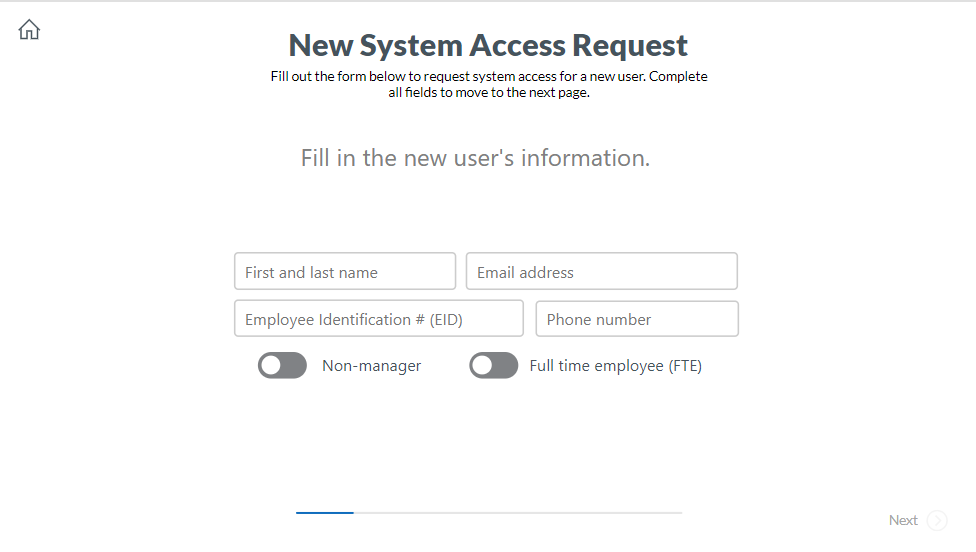 New System Access Request
Fill out the form below to request system access for a new user. Complete
all fields to move to the next page.
Fill in the new user's information.
First and last name
Email address
Employee Identification # (EID)
Phone number
Non-manager
Full time employee (FTE)
Next